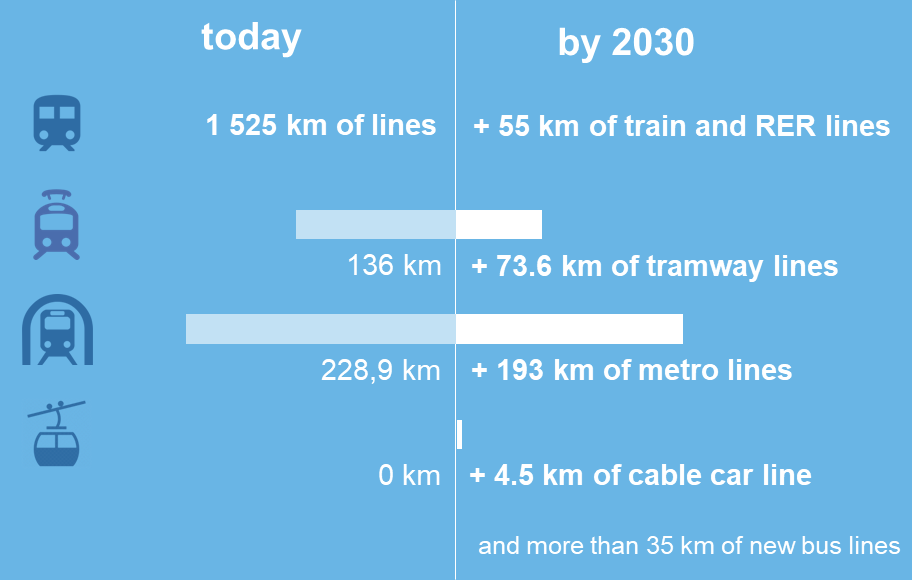 today
by 2030
1 525 km of lines
+ 55 km of train and RER lines
136 km
+ 73.6 km of tramway lines
228,9 km
+ 193 km of metro lines
0 km
+ 4.5 km of cable car line
and more than 35 km of new bus lines